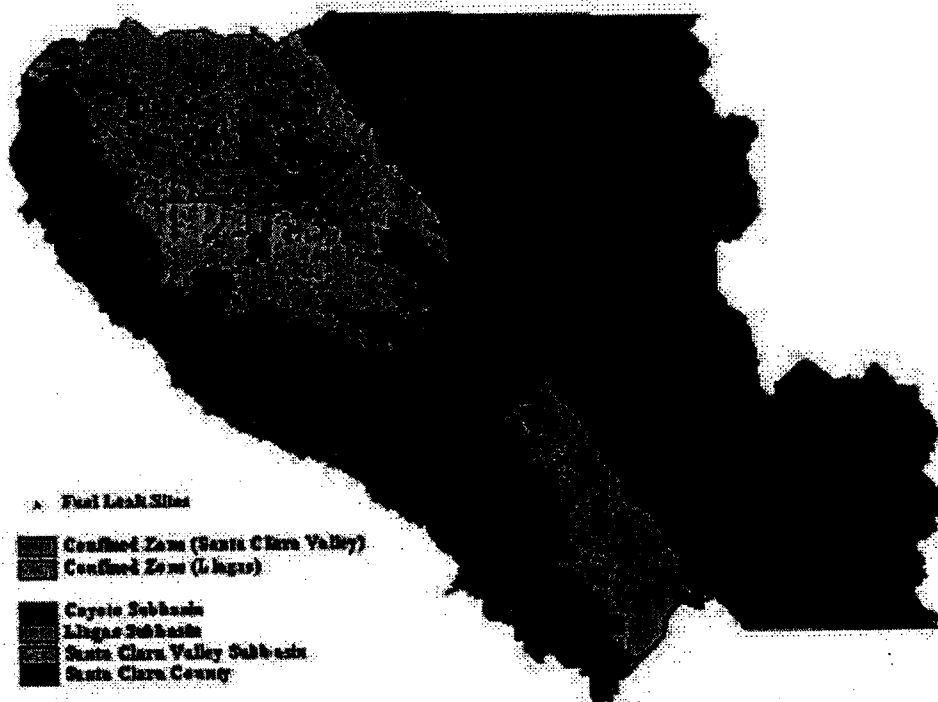 Fuel Leak Sites
Confined Zone (Santa Clara Valley)
Confined Zone (Llagas)
Coyote Subbasin
Llagas Subbasin
Santa Clara Valley Subbasin
Santa Clara County